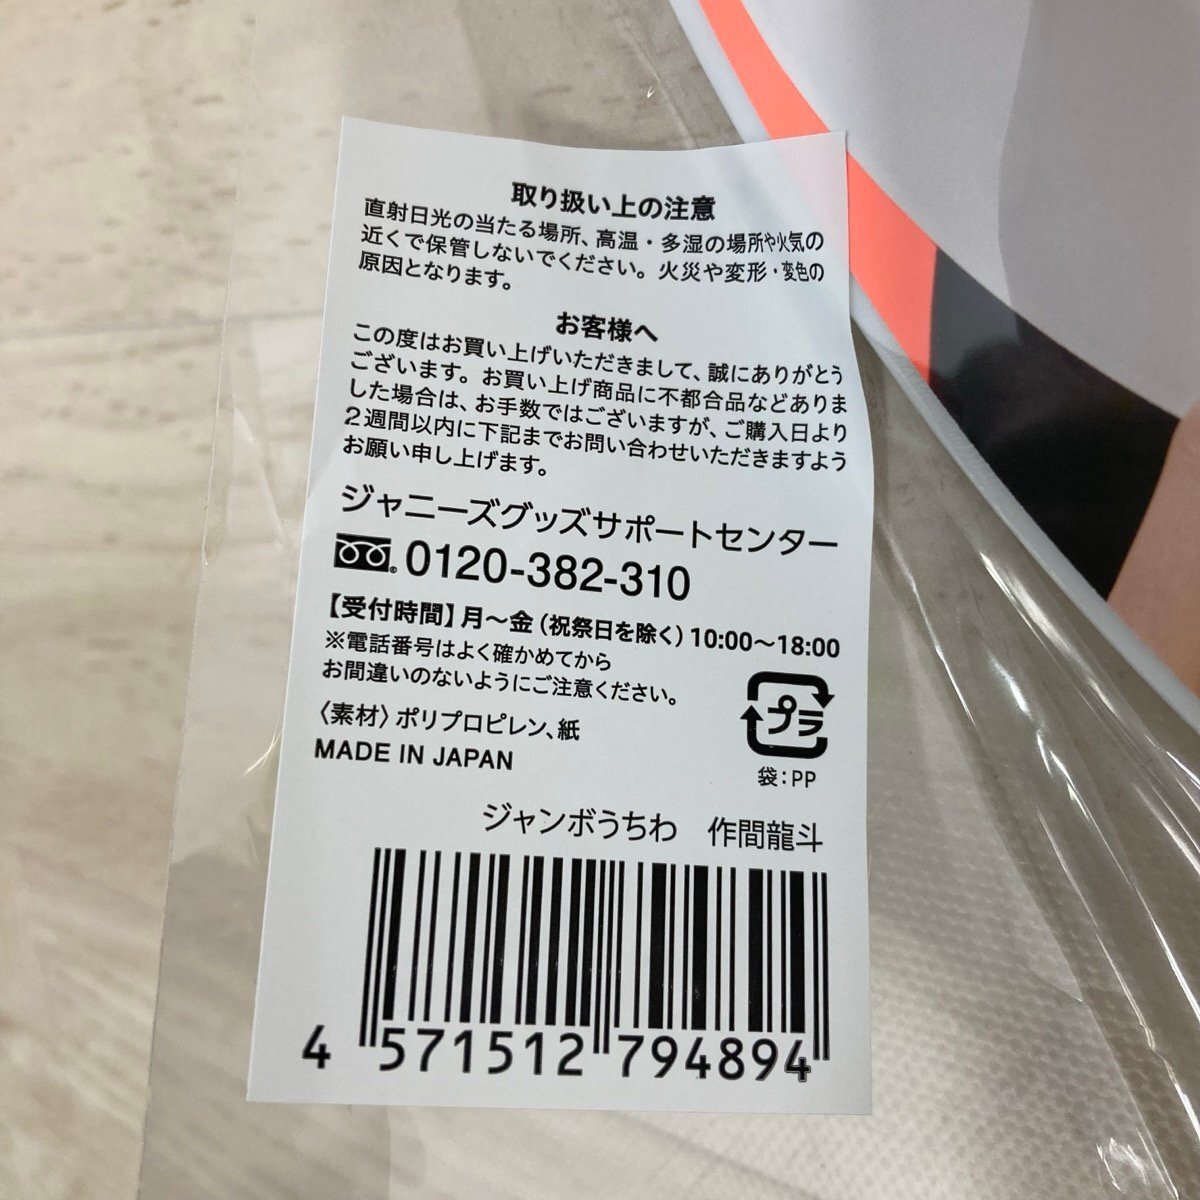 取り扱い上の注意
直射日光の当たる場所、高温・多湿の場所や火気の
近くで保管しないでください。火災や変形・変色の
原因となります。
お客様へ
この度はお買い上げいただきまして、誠にありがとう
ございます。お買い上げ商品に不都合品などありま
した場合は、お手数ではございますが、ご購入日より
2週間以内に下記までお問い合わせいただきますよう
お願い申し上げます。
ジャニーズグッズサポートセンター
0120-382-310
【受付時間】月〜金(祝祭日を除く)10:00〜18:00
※電話番号はよく確かめてから
お間違いのないようにご注意ください。
〈素材〉ポリプロピレン、紙
MADE IN JAPAN
プラ
袋:PP
ジャンボうちわ 作間龍斗
4 571512 794894